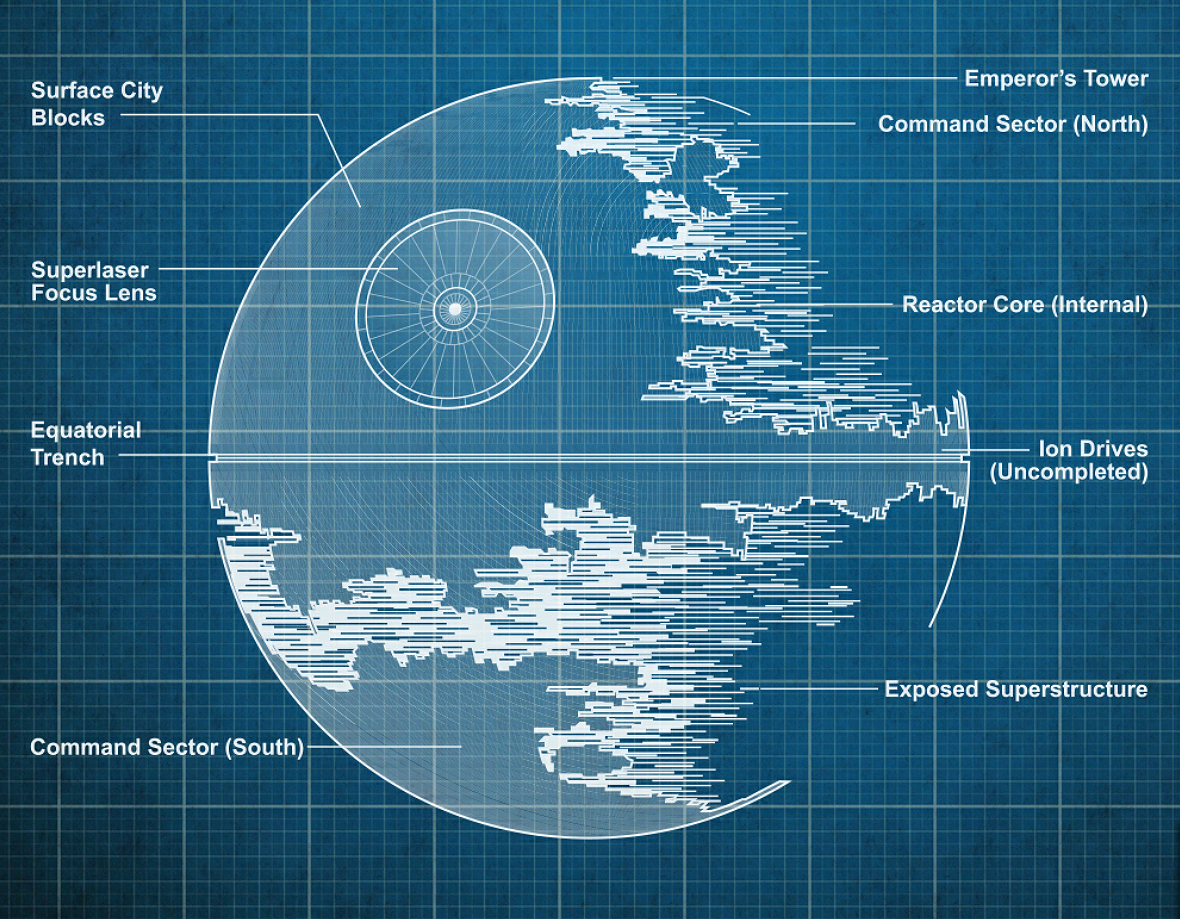 Surface City
Blocks
Superlaser
Focus Lens
Equatorial
Trench
Command Sector (South)
Emperor’s Tower
Command Sector (North)
Reactor Core (Internal)
Ion Drives
(Uncompleted)
Exposed Superstructure